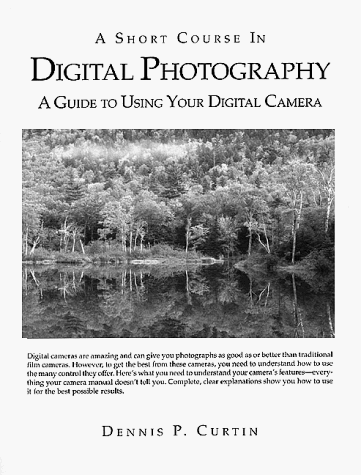 A SHORT COURSE IN
DIGITAL PHOTOGRAPHY
A GUIDE TO USING YOUR DIGITAL CAMERA
Digital cameras are amazing and can give you photographs as good as or better than traditional
film cameras. However, to get the best from these cameras, you need to understand how to use
the many control they offer. Here's what you need to understand your camera's features—every-
thing your camera manual doesn't tell you. Complete, clear explanations show you how to use
it for the best possible results.
DENNIS P. CURTIN